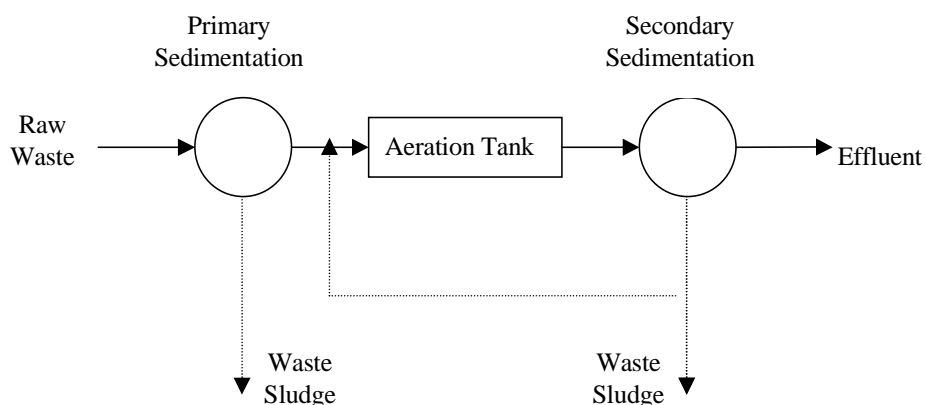 Primary
Sedimentation
Secondary
Sedimentation
Raw
Waste
Aeration Tank
Effluent
Waste
Sludge
Waste
Sludge